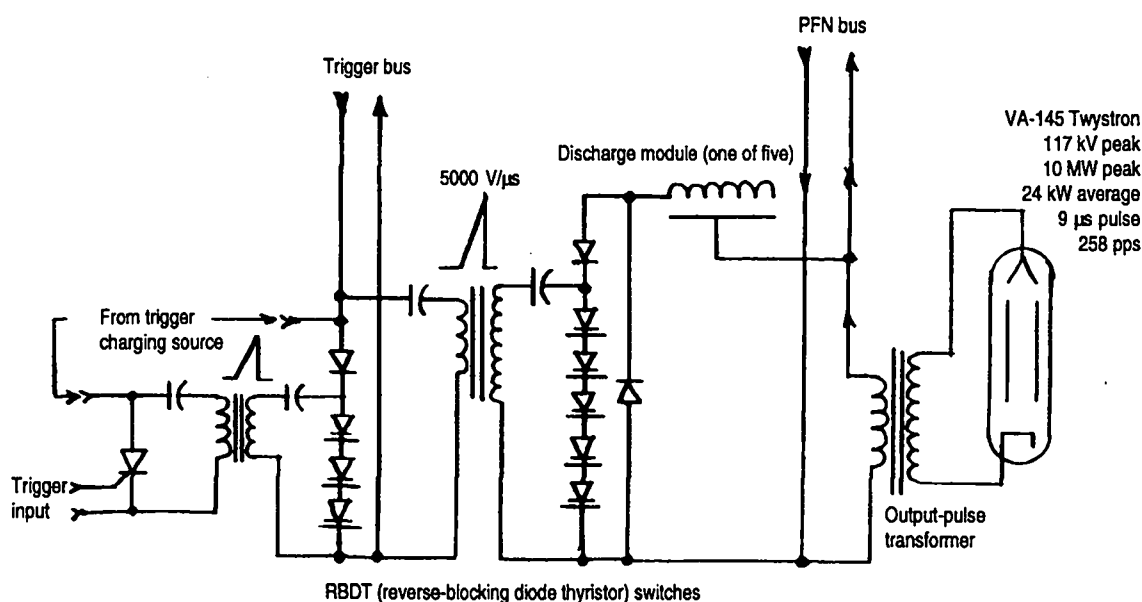 PFN bus
Trigger bus
VA-145 Twystron
117 kV peak
10 MW peak
24 kW average
9 µs pulse
258 pps
Discharge module (one of five)
5000 V/µs
From trigger
charging source
Trigger
input
Output-pulse
transformer
RBDT (reverse-blocking diode thyristor) switches